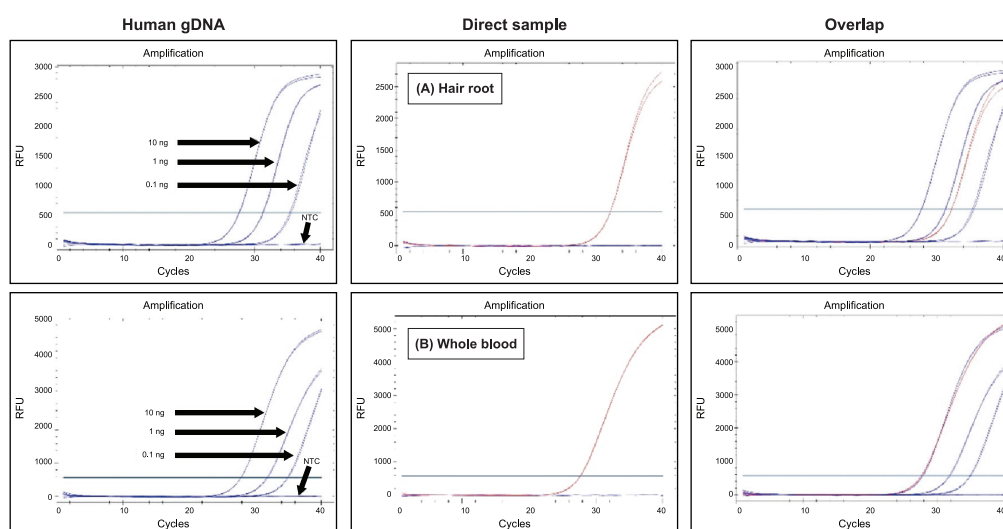 Human gDNA
Direct sample
Overlap
Amplification
3000
2500
2000
1500
1000
500
0
RFU
10 ng
1 ng
0.1 ng
NTC
0
10
20
30
40
Cycles
Amplification
(A) Hair root
2500
2000
1500
1000
500
0
RFU
0
10
20
30
40
Cycles
Amplification
3000
2500
2000
1500
1000
500
0
RFU
0
10
20
30
40
Cycles
Amplification
5000
4000
3000
2000
1000
0
RFU
10 ng
1 ng
0.1 ng
NTC
0
10
20
30
40
Cycles
Amplification
(B) Whole blood
5000
4000
3000
2000
1000
0
RFU
0
10
20
30
40
Cycles
Amplification
5000
4000
3000
2000
1000
0
RFU
0
10
20
30
40
Cycles